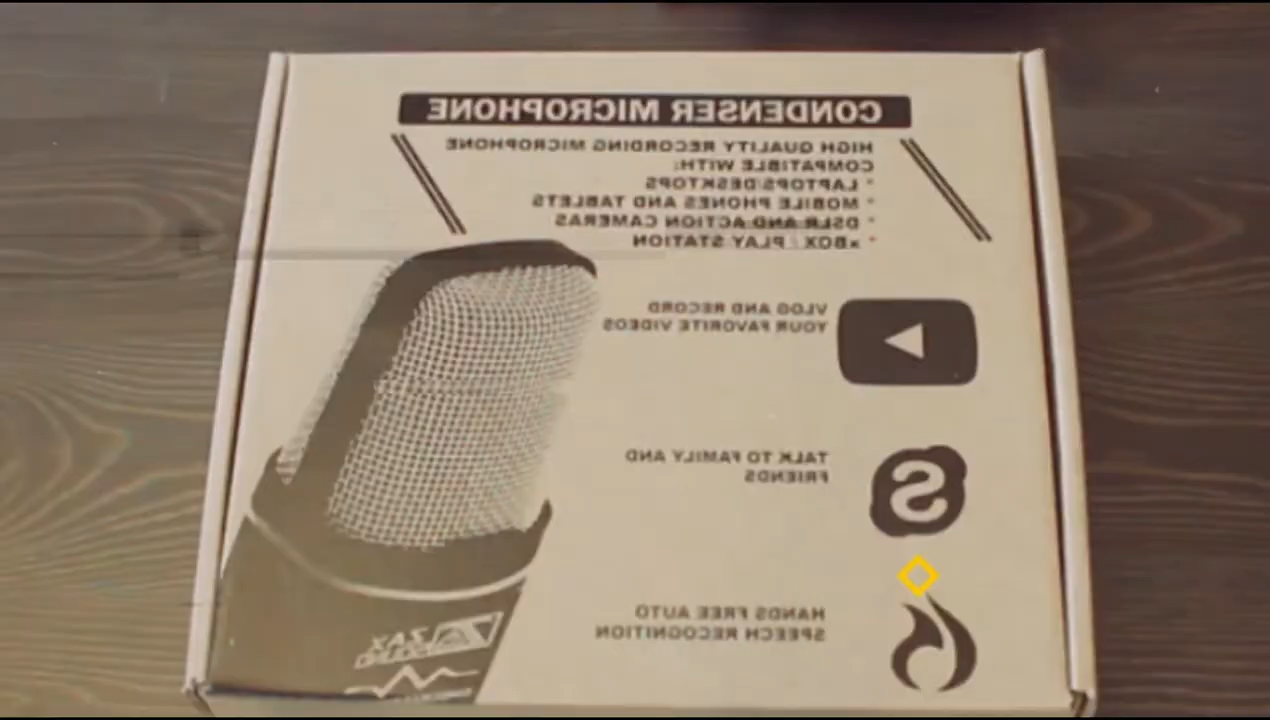 CONDENSER MICROPHONE
HIGH QUALITY RECORDING MICROPHONE
COMPATIBLE WITH:
* LAPTOPS/DESKTOPS
* MOBILE PHONES AND TABLETS
* DSLR AND ACTION CAMERAS
* XBOX / PLAY STATION
VLOG AND RECORD
YOUR FAVORITE VIDEOS
TALK TO FAMILY AND
FRIENDS
HANDS FREE AUTO
SPEECH RECOGNITION
ZAX